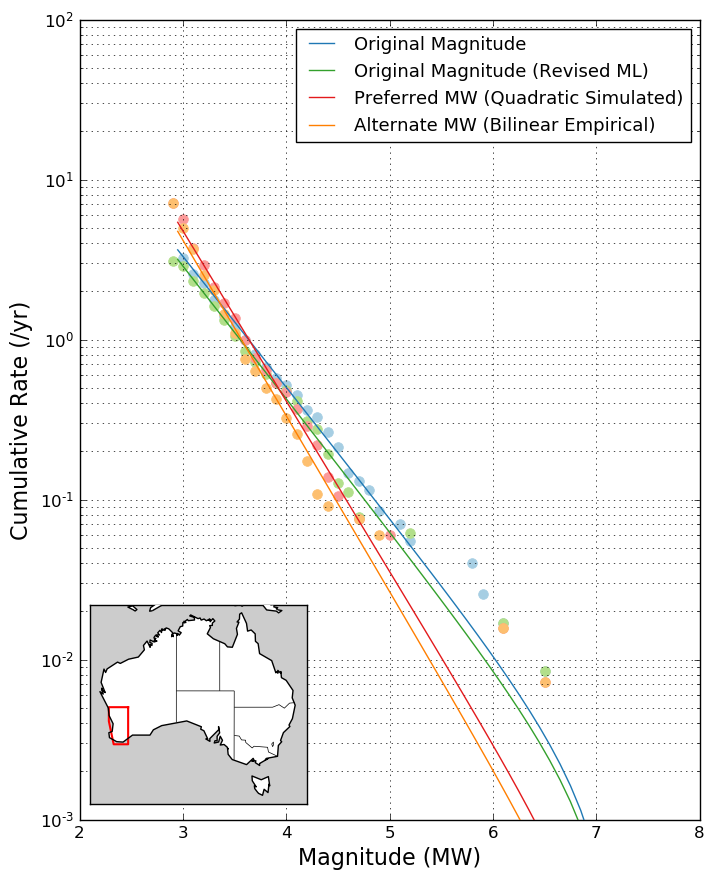 Original Magnitude
Original Magnitude (Revised ML)
Preferred MW (Quadratic Simulated)
Alternate MW (Bilinear Empirical)
10^2
10^1
10^0
10^-1
10^-2
10^-3
Cumulative Rate (/yr)
2 3 4 5 6 7 8
Magnitude (MW)